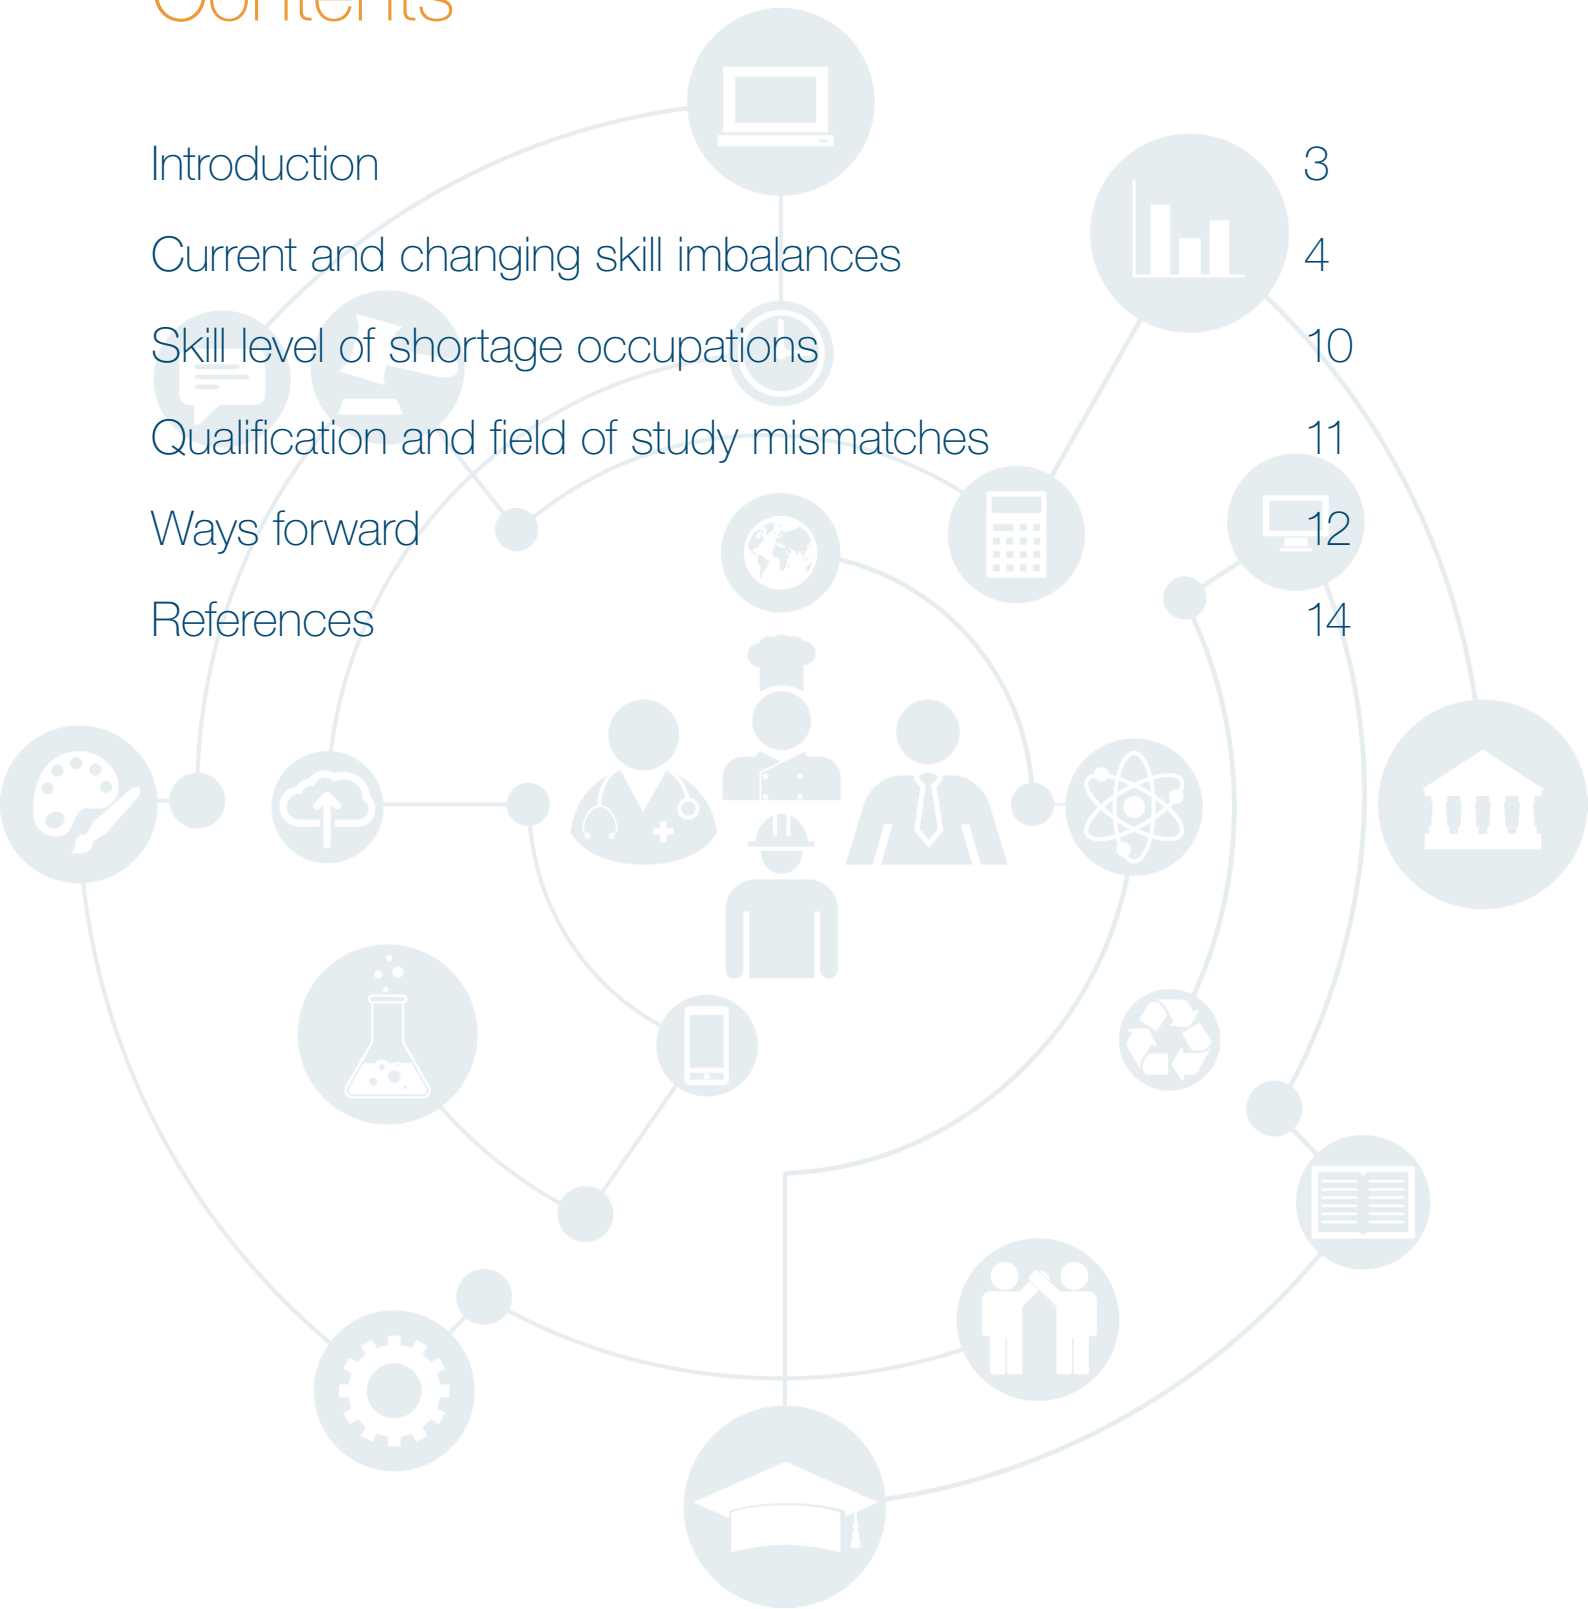 Contents
Introduction 3
Current and changing skill imbalances 4
Skill level of shortage occupations 10
Qualification and field of study mismatches 11
Ways forward 12
References 14